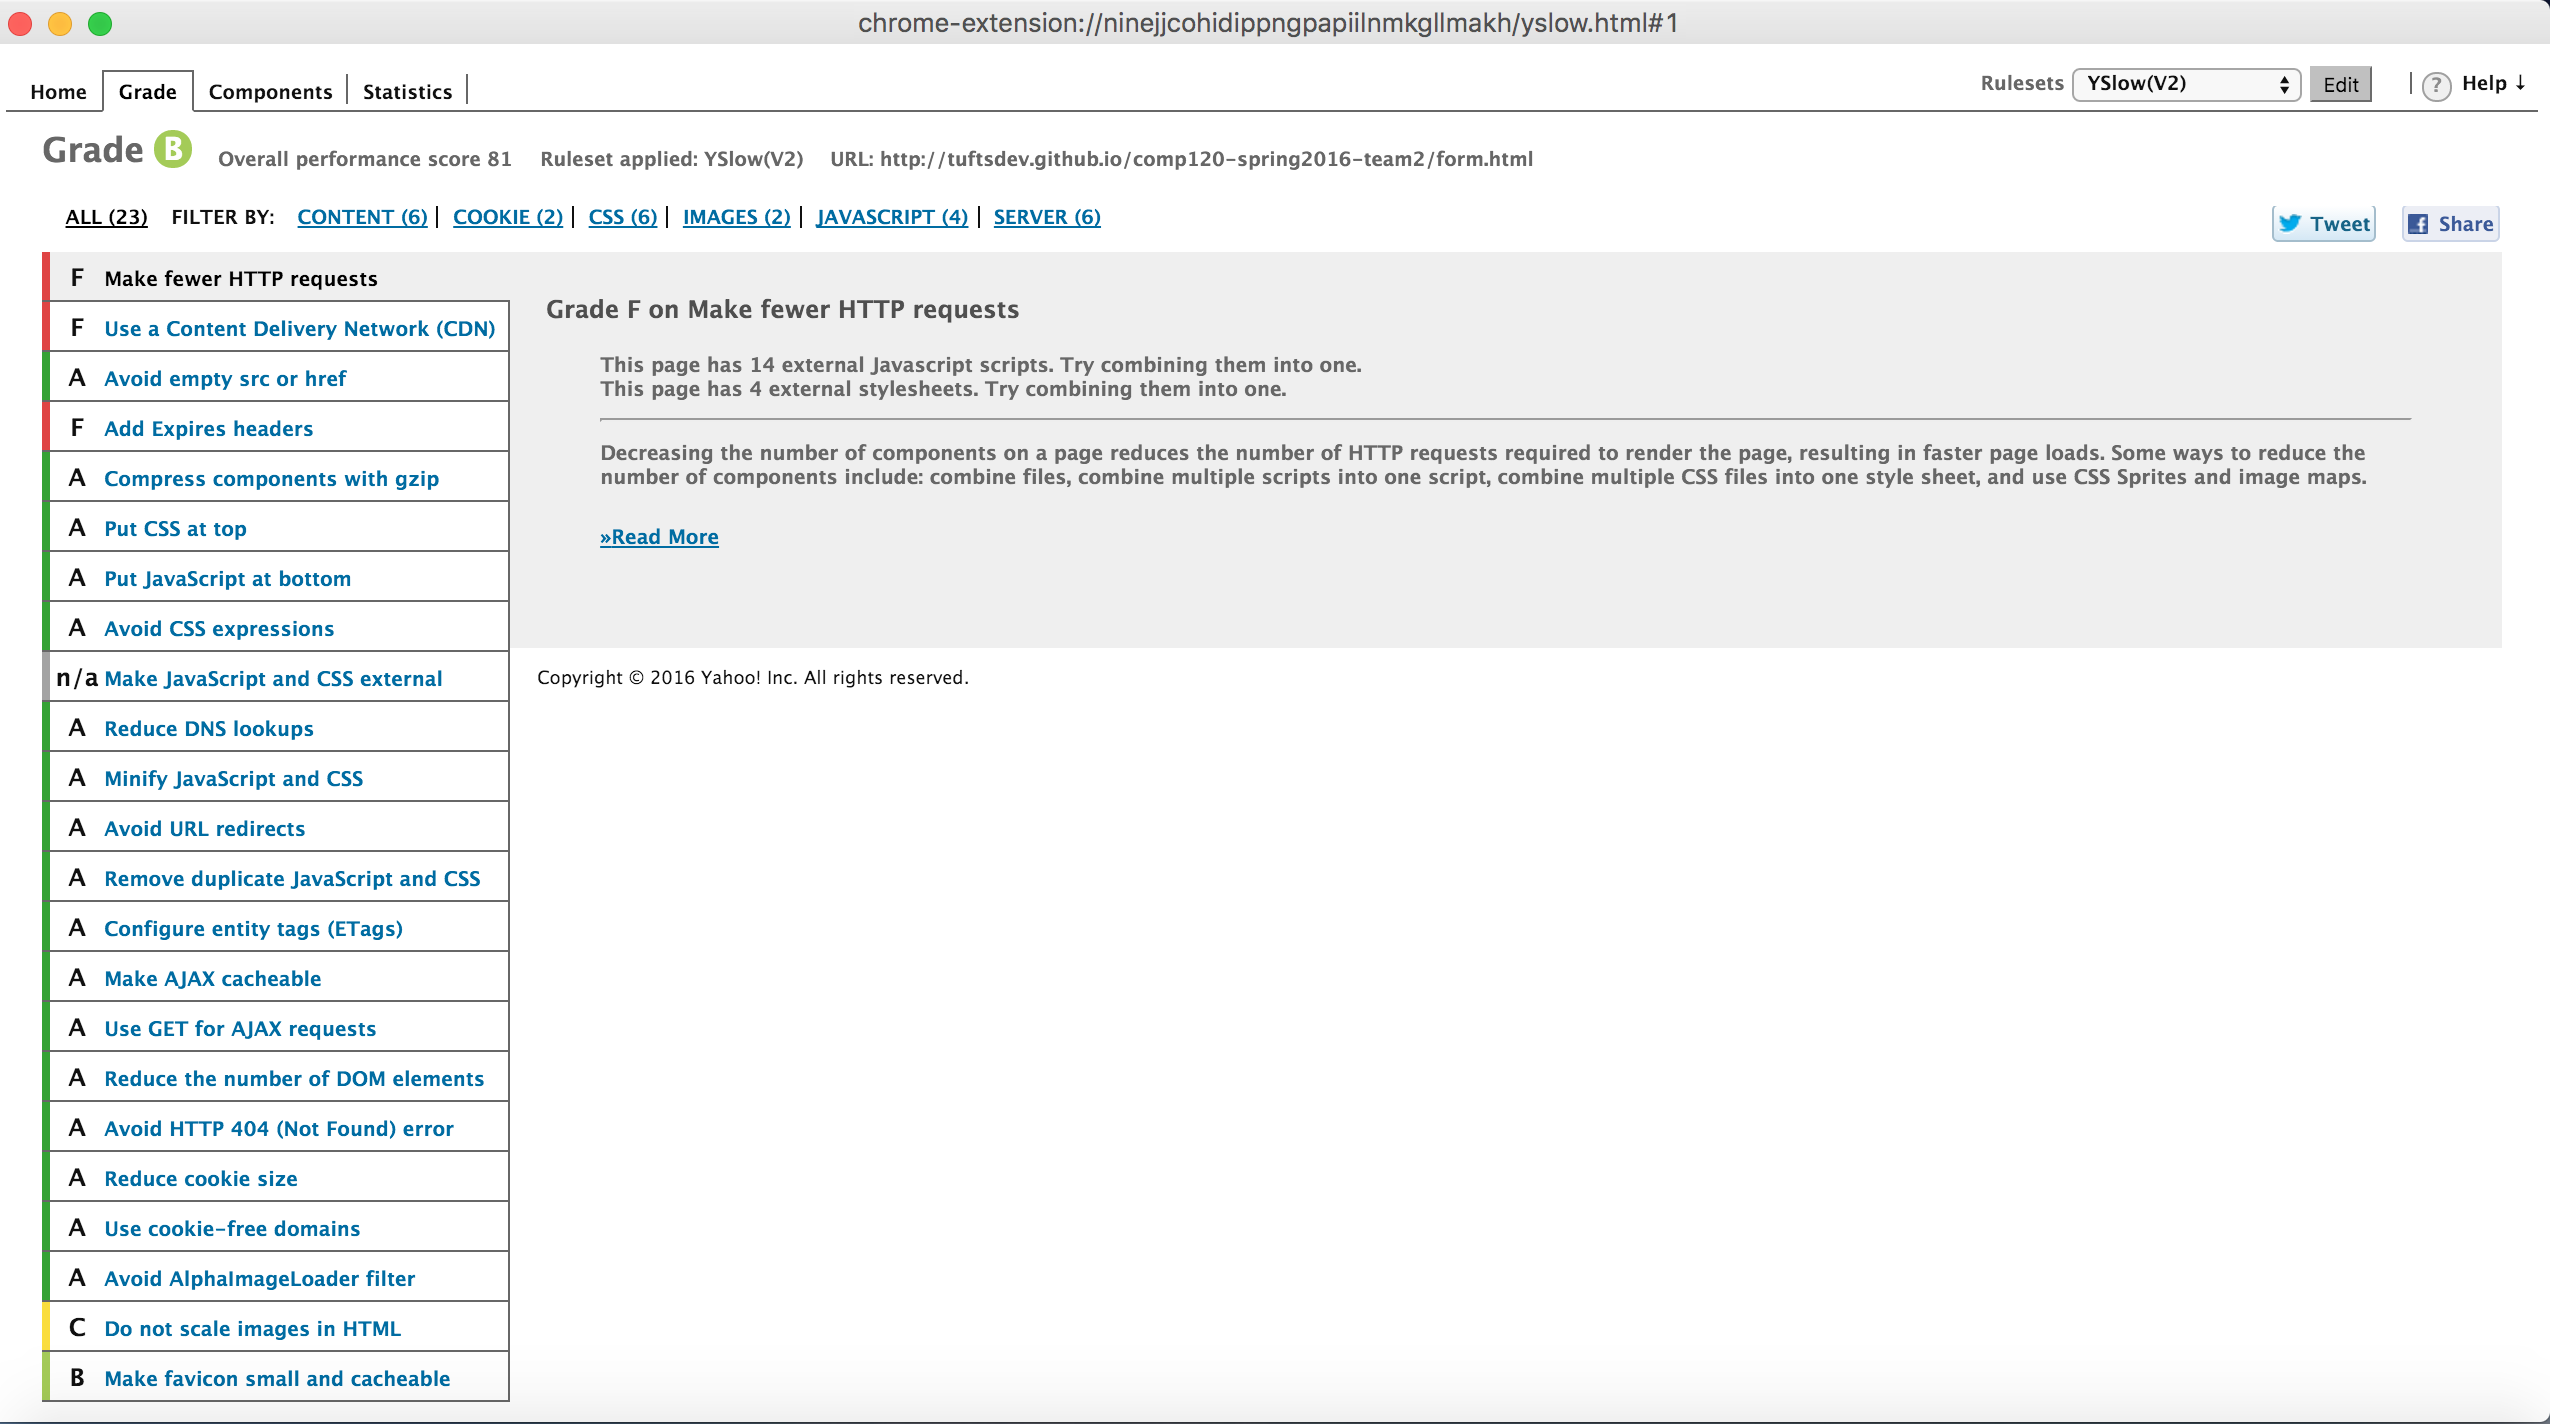 chrome-extension://ninejjcohidippngpapiilnmkgllmakh/yslow.html#1
Home Grade Components Statistics Rulesets YSlow(V2) Edit ? Help ↓
Grade B Overall performance score 81 Ruleset applied: YSlow(V2) URL: http://tuftsdev.github.io/comp120-spring2016-team2/form.html
ALL (23) FILTER BY: CONTENT (6) | COOKIE (2) | CSS (6) | IMAGES (2) | JAVASCRIPT (4) | SERVER (6)
Tweet Share
F Make fewer HTTP requests
F Use a Content Delivery Network (CDN)
A Avoid empty src or href
F Add Expires headers
A Compress components with gzip
A Put CSS at top
A Put JavaScript at bottom
A Avoid CSS expressions
n/a Make JavaScript and CSS external
A Reduce DNS lookups
A Minify JavaScript and CSS
A Avoid URL redirects
A Remove duplicate JavaScript and CSS
A Configure entity tags (ETags)
A Make AJAX cacheable
A Use GET for AJAX requests
A Reduce the number of DOM elements
A Avoid HTTP 404 (Not Found) error
A Reduce cookie size
A Use cookie-free domains
A Avoid AlphaImageLoader filter
C Do not scale images in HTML
B Make favicon small and cacheable
Grade F on Make fewer HTTP requests
This page has 14 external Javascript scripts. Try combining them into one.
This page has 4 external stylesheets. Try combining them into one.
Decreasing the number of components on a page reduces the number of HTTP requests required to render the page, resulting in faster page loads. Some ways to reduce the
number of components include: combine files, combine multiple scripts into one script, combine multiple CSS files into one style sheet, and use CSS Sprites and image maps.
»Read More
Copyright © 2016 Yahoo! Inc. All rights reserved.